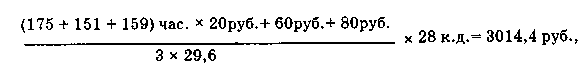 (175 + 151 + 159) час. × 20руб.+ 60руб.+ 80руб.
× 28 к.д.= 3014,4 руб.,
3 × 29,6